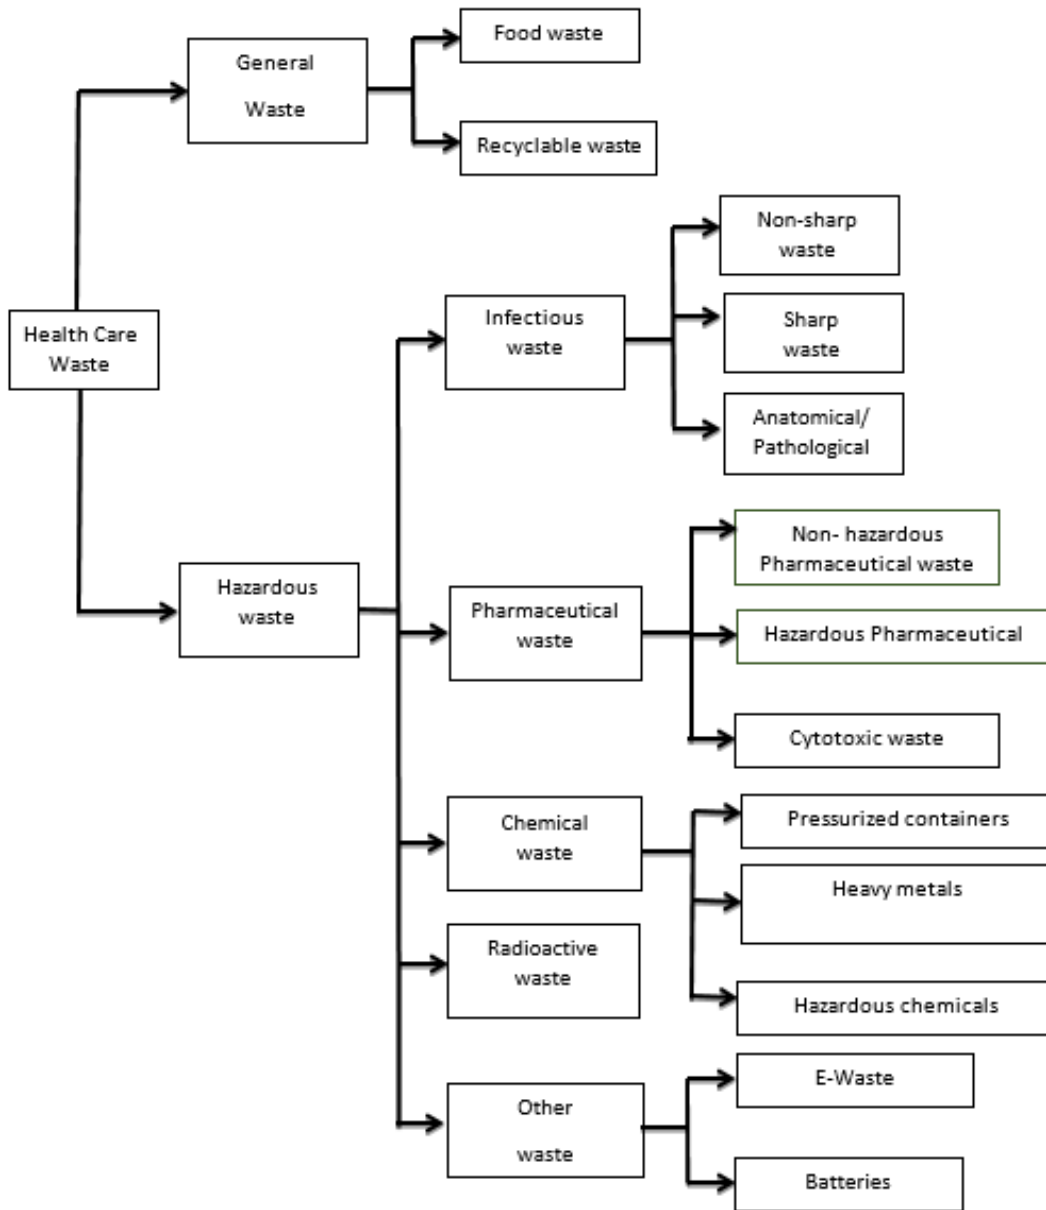 Food waste
General
Waste
Recyclable waste
Non-sharp
waste
Infectious
waste
Sharp
waste
Health Care
Waste
Anatomical/
Pathological
Non- hazardous
Pharmaceutical waste
Hazardous
waste
Pharmaceutical
waste
Hazardous Pharmaceutical
Cytotoxic waste
Chemical
waste
Pressurized containers
Heavy metals
Radioactive
waste
Hazardous chemicals
E-Waste
Other
waste
Batteries